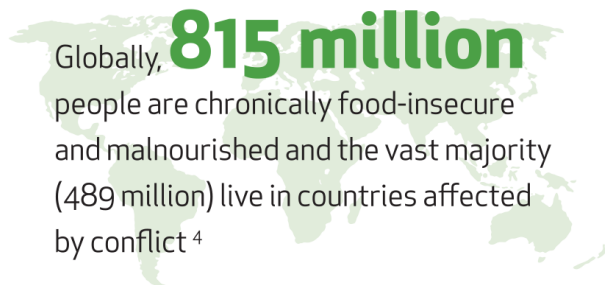 Globally, 815 million
people are chronically food-insecure
and malnourished and the vast majority
(489 million) live in countries affected
by conflict 4